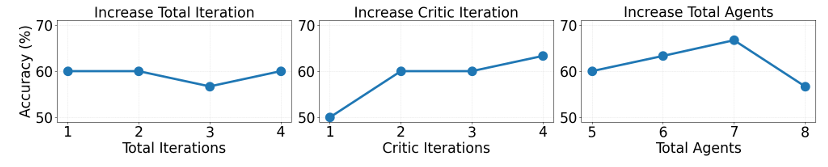 Increase Total Iteration
70
60
50
Accuracy (%)
1 2 3 4
Total Iterations
Increase Critic Iteration
70
60
50
1 2 3 4
Critic Iterations
Increase Total Agents
70
60
50
5 6 7 8
Total Agents